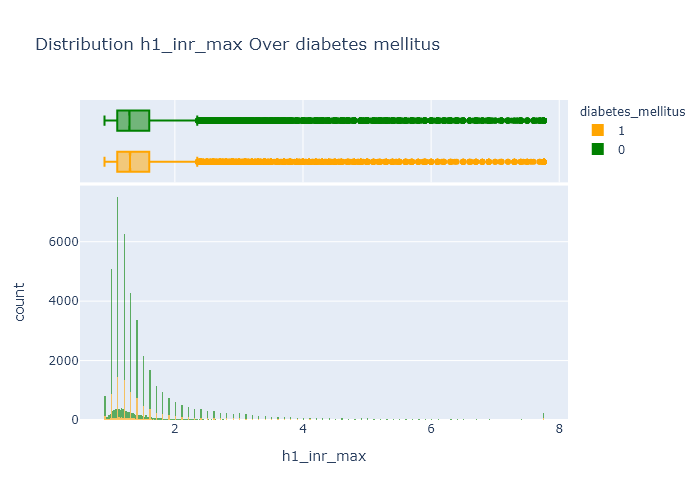 Distribution h1_inr_max Over diabetes mellitus
diabetes_mellitus
1
0
6000
4000
2000
0
count
2
4
6
8
h1_inr_max